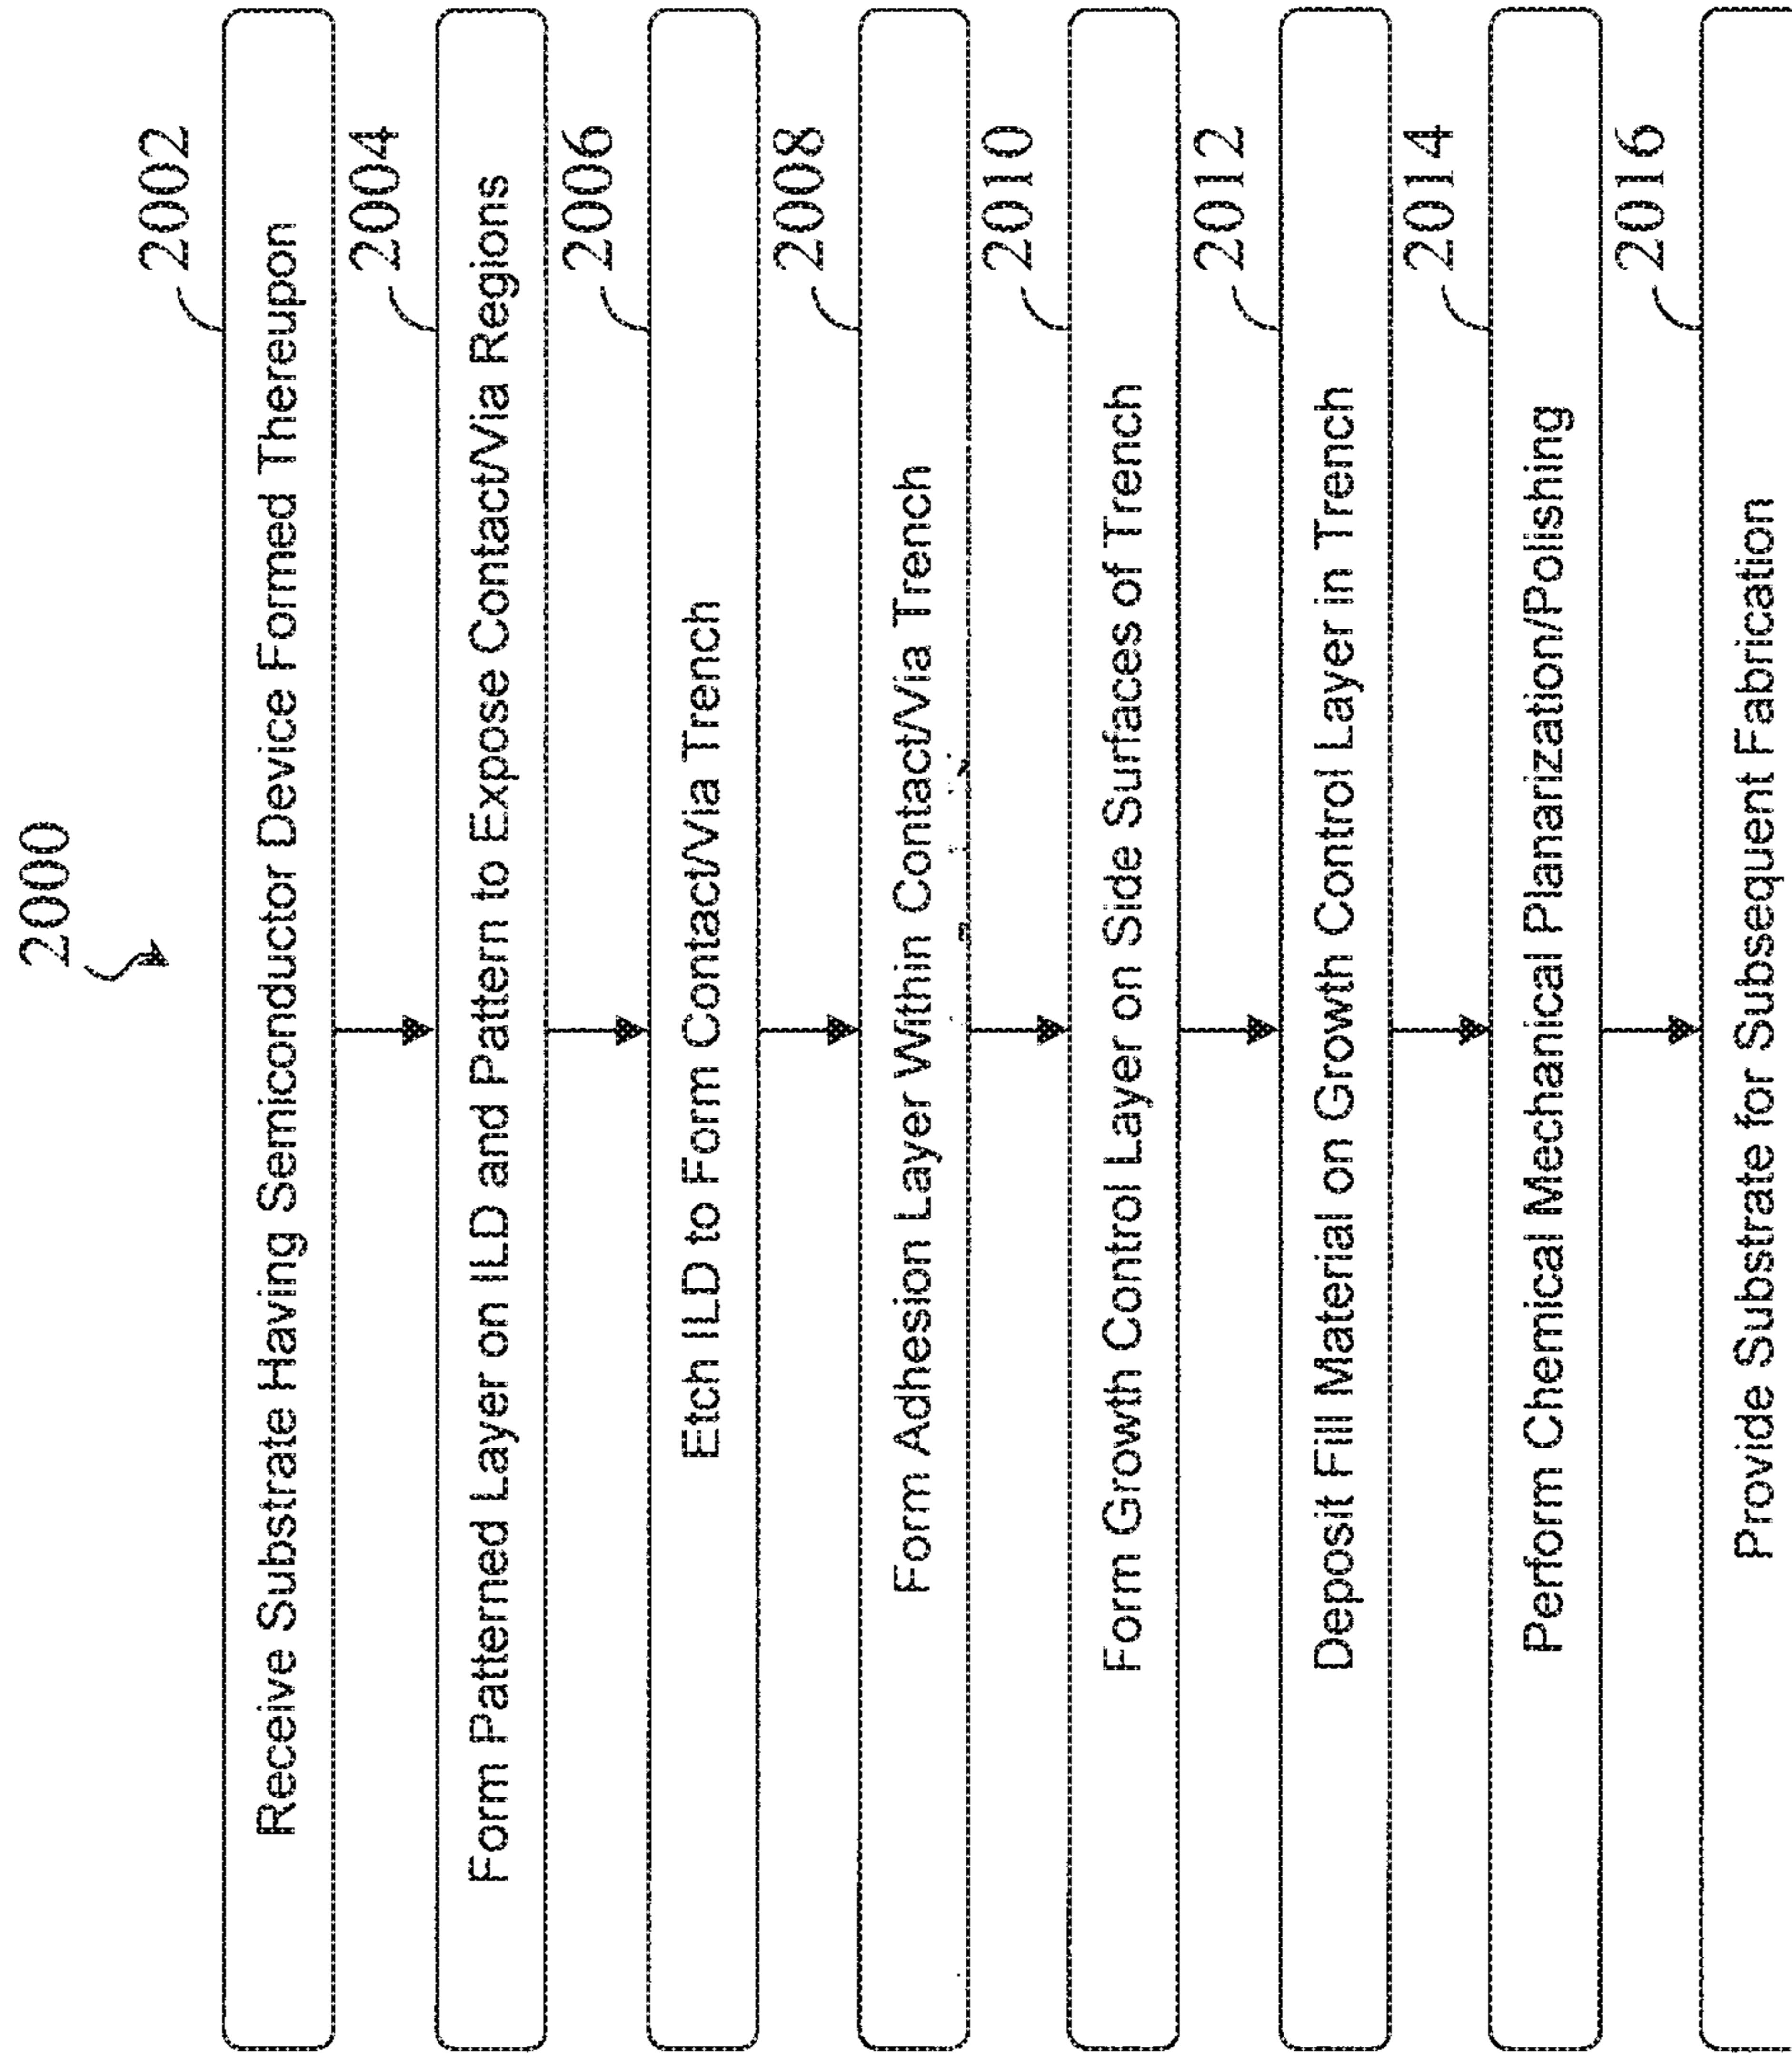 2000
2002
Receive Substrate Having Semiconductor Device Formed Thereupon
2004
Form Patterned Layer on ILD and Pattern to Expose Contact/Via Regions
2006
Etch ILD to Form Contact/Via Trench
2008
Form Adhesion Layer Within Contact/Via Trench
2010
Form Growth Control Layer on Side Surfaces of Trench
2012
Deposit Fill Material on Growth Control Layer in Trench
2014
Perform Chemical Mechanical Planarization/Polishing
2016
Provide Substrate for Subsequent Fabrication